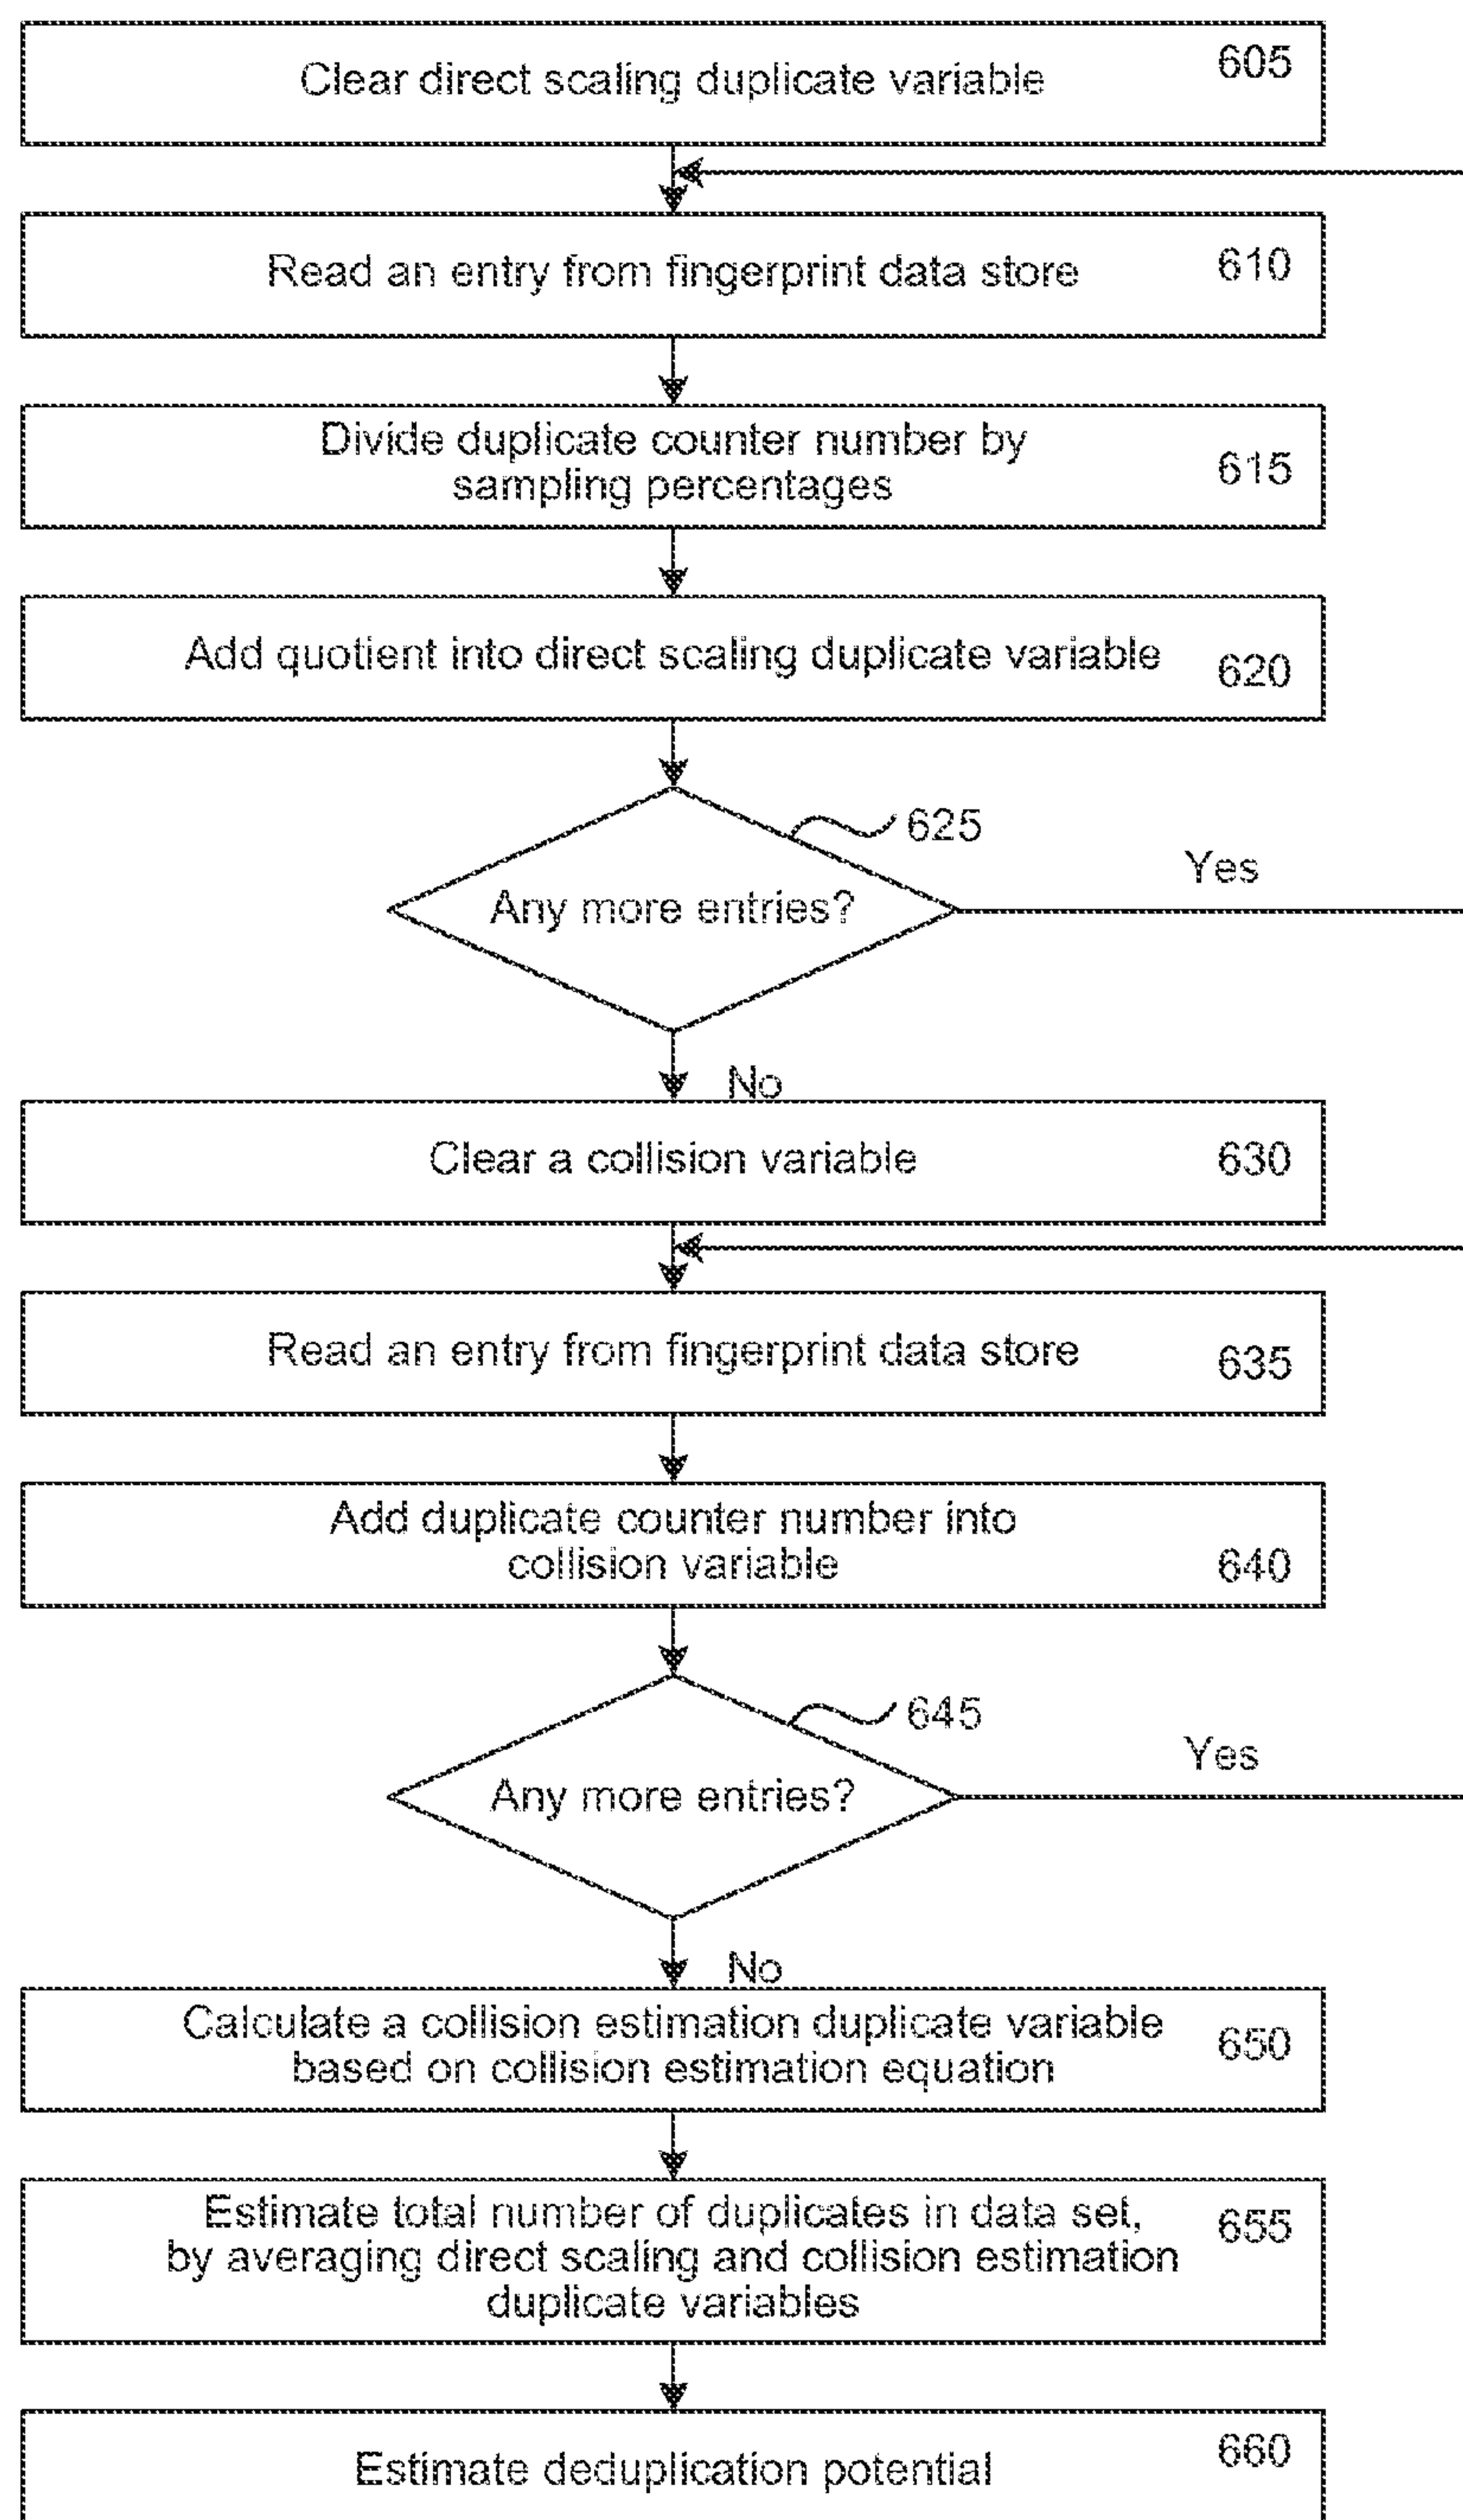 Clear direct scaling duplicate variable
605
Read an entry from fingerprint data store
610
Divide duplicate counter number by
sampling percentages
615
Add quotient into direct scaling duplicate variable
620
625
Any more entries?
Yes
No
Clear a collision variable
630
Read an entry from fingerprint data store
635
Add duplicate counter number into
collision variable
640
645
Any more entries?
Yes
No
Calculate a collision estimation duplicate variable
based on collision estimation equation
650
Estimate total number of duplicates in data set,
by averaging direct scaling and collision estimation
duplicate variables
655
Estimate deduplication potential
660